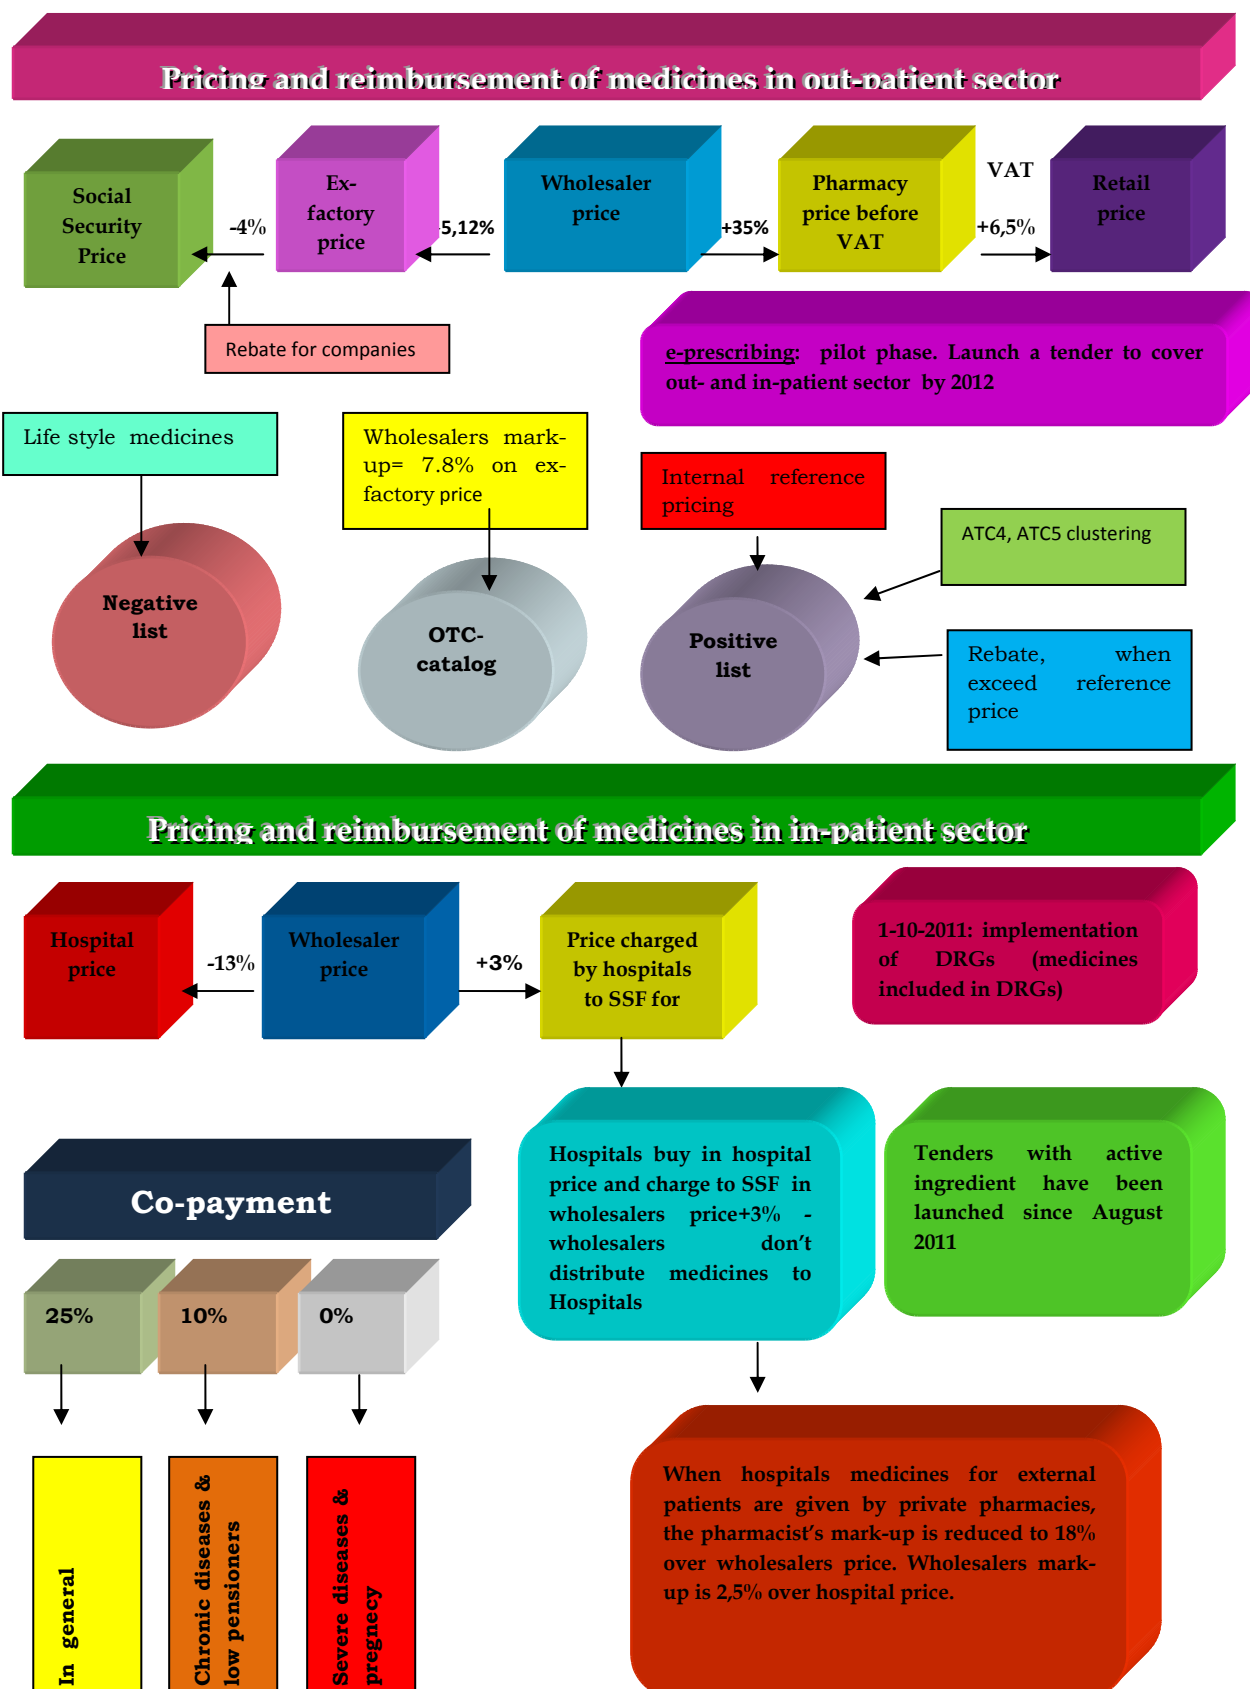 Pricing and reimbursement of medicines in out-patient sector
Social
Security
Price
-4%
Ex-
factory
price
5,12%
Wholesaler
price
+35%
Pharmacy
price before
VAT
VAT
+6,5%
Retail
price
Rebate for companies
e-prescribing: pilot phase. Launch a tender to cover
out- and in-patient sector by 2012
Life style medicines
Wholesalers mark-
up= 7.8% on ex-
factory price
Internal reference
pricing
ATC4, ATC5 clustering
Negative
list
OTC-
catalog
Positive
list
Rebate, when
exceed reference
price
Pricing and reimbursement of medicines in in-patient sector
Hospital
price
-13%
Wholesaler
price
+3%
Price charged
by hospitals
to SSF for
1-10-2011: implementation
of DRGs (medicines
included in DRGs)
Hospitals buy in hospital
price and charge to SSF in
wholesalers price+3% -
wholesalers don't
distribute medicines to
Hospitals
Tenders with active
ingredient have been
launched since August
2011
Co-payment
25%
10%
0%
In general
Chronic diseases &
low pensioners
Severe diseases &
pregnecy
When hospitals medicines for external
patients are given by private pharmacies,
the pharmacist's mark-up is reduced to 18%
over wholesalers price. Wholesalers mark-
up is 2,5% over hospital price.